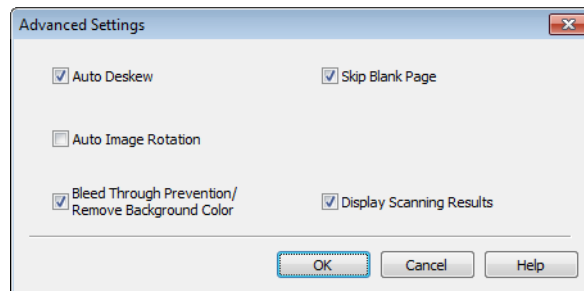 Advanced Settings
Auto Deskew
Skip Blank Page
Auto Image Rotation
Bleed Through Prevention/
Remove Background Color
Display Scanning Results
OK
Cancel
Help